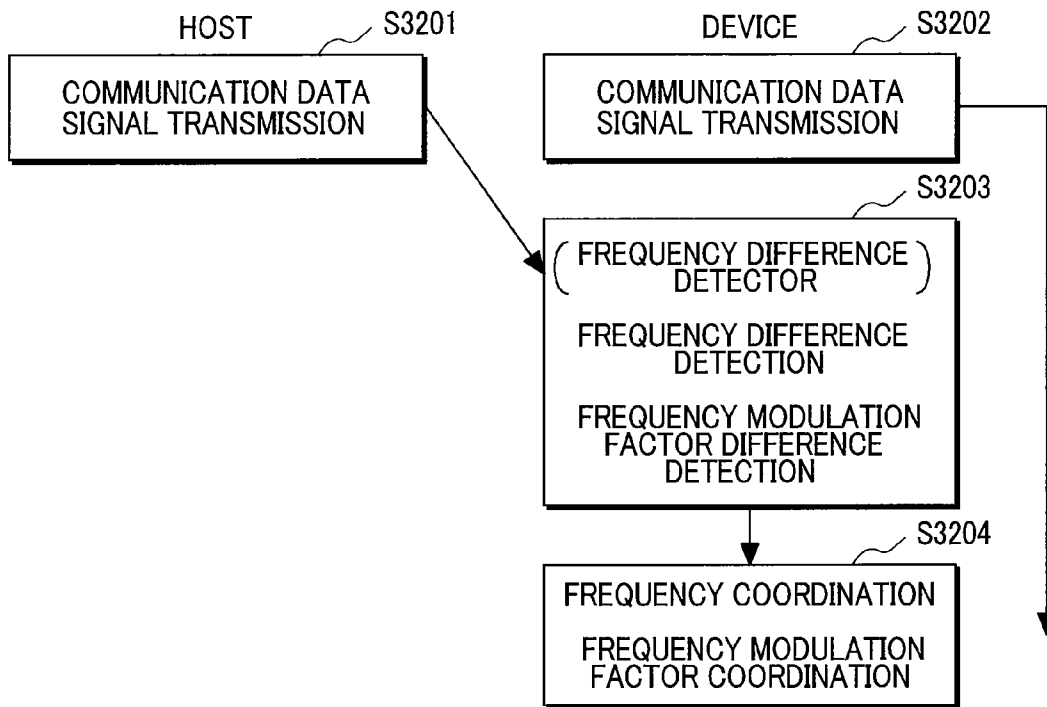 HOST
S3201
COMMUNICATION DATA
SIGNAL TRANSMISSION
DEVICE
S3202
COMMUNICATION DATA
SIGNAL TRANSMISSION
S3203
( FREQUENCY DIFFERENCE
DETECTOR )
FREQUENCY DIFFERENCE
DETECTION
FREQUENCY MODULATION
FACTOR DIFFERENCE
DETECTION
S3204
FREQUENCY COORDINATION
FREQUENCY MODULATION
FACTOR COORDINATION